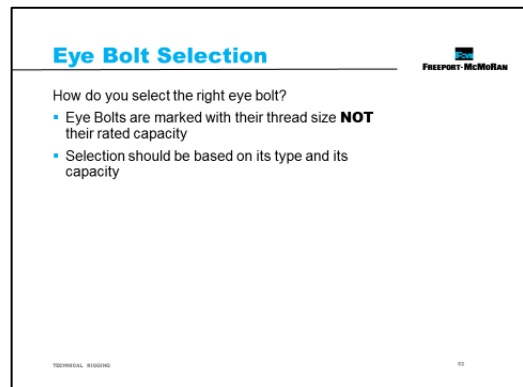 Eye Bolt Selection
FREEPORT-McMoRAN
How do you select the right eye bolt?
Eye Bolts are marked with their thread size NOT
their rated capacity
Selection should be based on its type and its
capacity
TECHNICAL RIGGING